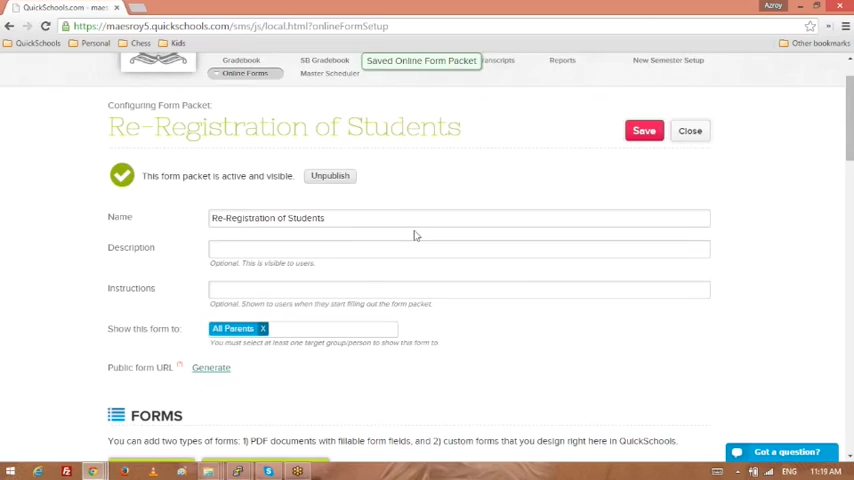 QuickSchools.com - maes
Azroy
https://maesroy5.quickschools.com/sms/js/local.html?onlineFormSetup
QuickSchools
Personal
Chess
Kids
Other bookmarks
Gradebook
SB Gradebook
Saved Online Form Packet
anscripts
Reports
New Semester Setup
Online Forms
Master Scheduler
Configuring Form Packet:
Re-Registration of Students
Save
Close
This form packet is active and visible.
Unpublish
Name
Re-Registration of Students
Description
Optional. This is visible to users.
Instructions
Optional. Shown to users when they start filling out the form packet.
Show this form to:
All Parents X
You must select at least one target group/person to show this form to
Public form URL (*)
Generate
FORMS
You can add two types of forms: 1) PDF documents with fillable form fields, and 2) custom forms that you design right here in QuickSchools.
Got a question?
ENG
11:19 AM